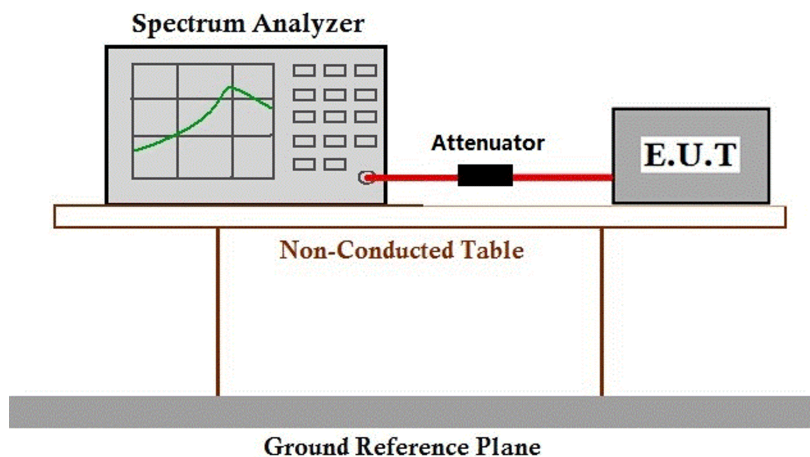 Spectrum Analyzer
Attenuator
E.U.T
Non-Conducted Table
Ground Reference Plane